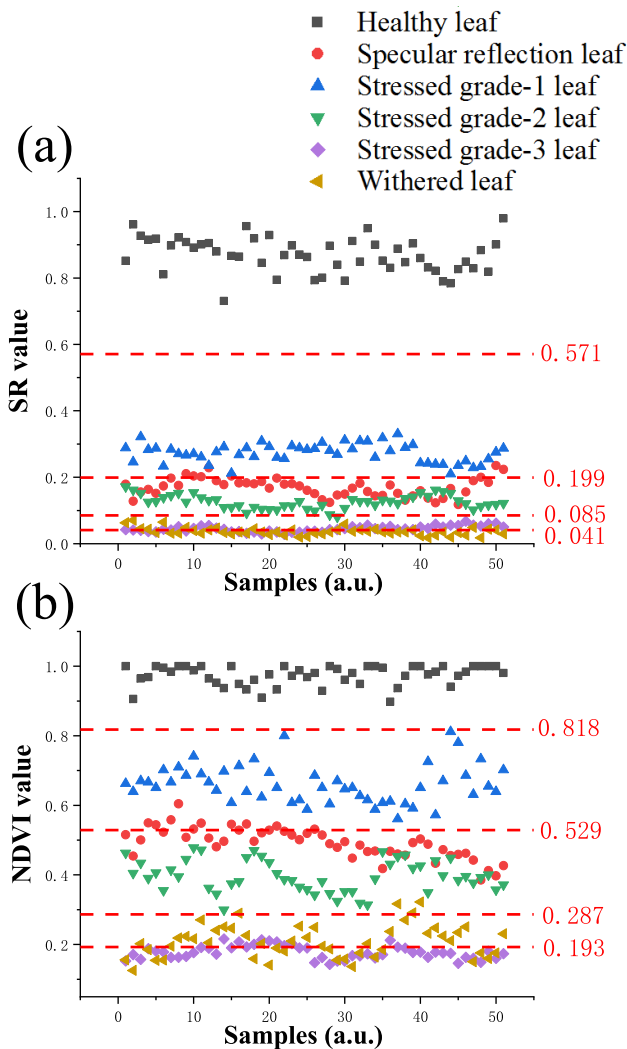 Healthy leaf
Specular reflection leaf
Stressed grade-1 leaf
Stressed grade-2 leaf
Stressed grade-3 leaf
Withered leaf
(a)
SR value
1.0
0.8
0.6
0.4
0.2
0.0
0.571
0.199
0.085
0.041
0 10 20 30 40 50
Samples (a.u.)
(b)
NDVI value
1.0
0.8
0.6
0.4
0.2
0.818
0.529
0.287
0.193
0 10 20 30 40 50
Samples (a.u.)